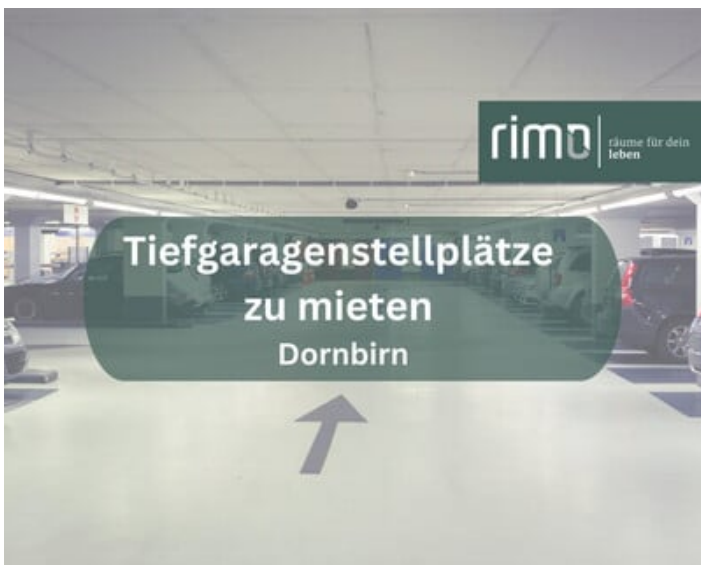 rimo
räume für dein
leben
Tiefgaragenstellplätze
zu mieten
Dornbirn